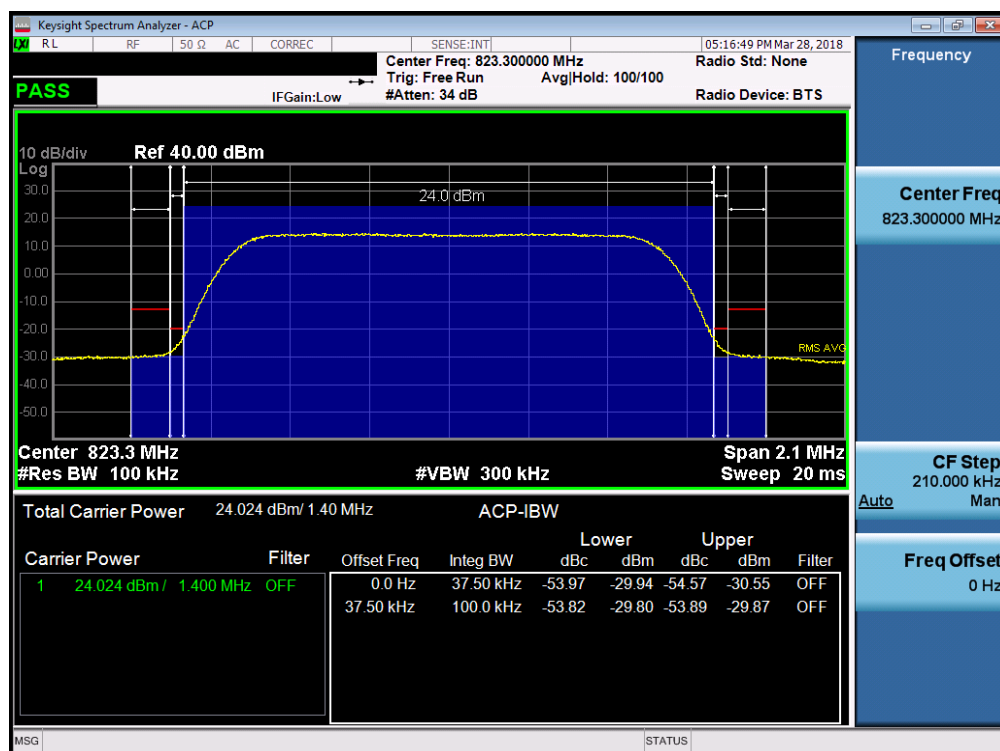 Keysight Spectrum Analyzer - ACP
LXI RL RF 50 Ω AC CORREC SENSE:INT 05:16:49 PM Mar 28, 2018
Center Freq: 823.300000 MHz Radio Std: None
Trig: Free Run Avg|Hold: 100/100
PASS IFGain:Low #Atten: 34 dB Radio Device: BTS
10 dB/div Ref 40.00 dBm
Log
30.0
24.0 dBm
20.0
10.0
0.00
-10.0
-20.0
-30.0
RMS AVG
-40.0
-50.0
Center 823.3 MHz Span 2.1 MHz
#Res BW 100 kHz #VBW 300 kHz Sweep 20 ms
Total Carrier Power 24.024 dBm/ 1.40 MHz ACP-IBW
Lower Upper
Carrier Power Filter Offset Freq Integ BW dBc dBm dBc dBm Filter
1 24.024 dBm / 1.400 MHz OFF 0.0 Hz 37.50 kHz -53.97 -29.94 -54.57 -30.55 OFF
37.50 kHz 100.0 kHz -53.82 -29.80 -53.89 -29.87 OFF
MSG STATUS
Frequency
Center Freq
823.300000 MHz
CF Step
210.000 kHz
Auto Man
Freq Offset
0 Hz